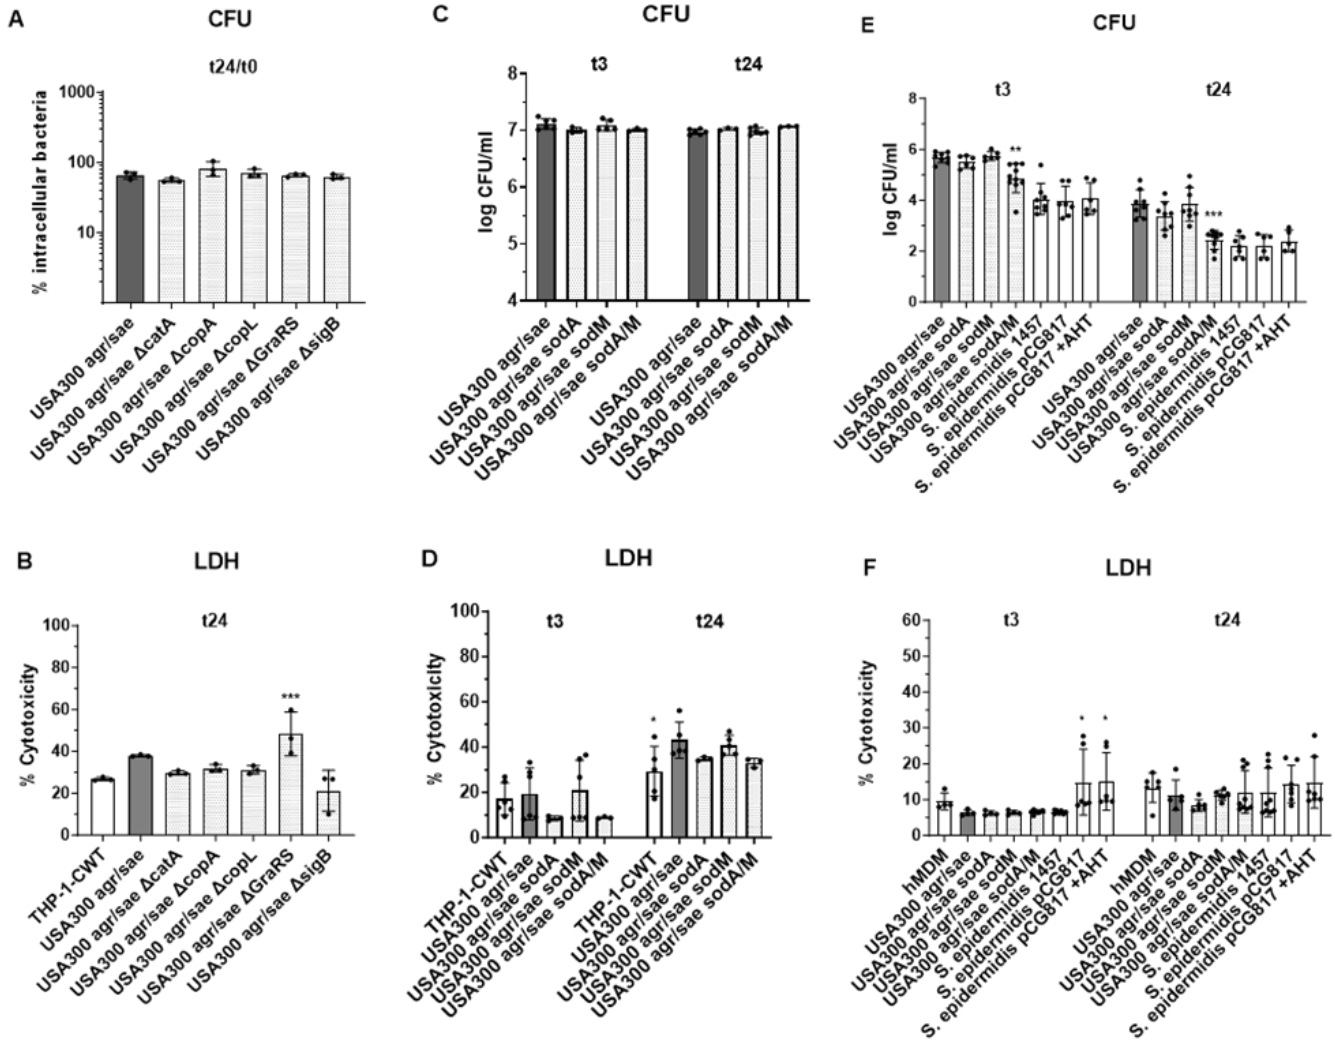 A
CFU
t24/t0
% intracellular bacteria
1000
100
10
USA300 agr/sae
USA300 agr/sae ΔcatA
USA300 agr/sae ΔcopA
USA300 agr/sae ΔcopL
USA300 agr/sae ΔGraRS
USA300 agr/sae ΔsigB
C
CFU
t3
t24
log CFU/ml
8
7
6
5
4
USA300 agr/sae
USA300 agr/sae sodA
USA300 agr/sae sodM
USA300 agr/sae sodA/M
USA300 agr/sae
USA300 agr/sae sodA
USA300 agr/sae sodM
USA300 agr/sae sodA/M
E
CFU
t3
t24
log CFU/ml
8
6
4
2
0
**
***
USA300 agr/sae
USA300 agr/sae sodA
USA300 agr/sae sodM
USA300 agr/sae sodA/M
S. epidermidis 1457
S. epidermidis pCG817
S. epidermidis pCG817 +AHT
USA300 agr/sae
USA300 agr/sae sodA
USA300 agr/sae sodM
USA300 agr/sae sodA/M
S. epidermidis 1457
S. epidermidis pCG817
S. epidermidis pCG817 +AHT
B
LDH
t24
% Cytotoxicity
100
80
60
40
20
0
***
THP-1-CWT
USA300 agr/sae
USA300 agr/sae ΔcatA
USA300 agr/sae ΔcopA
USA300 agr/sae ΔcopL
USA300 agr/sae ΔGraRS
USA300 agr/sae ΔsigB
D
LDH
t3
t24
% Cytotoxicity
100
80
60
40
20
0
*
THP-1-CWT
USA300 agr/sae
USA300 agr/sae sodA
USA300 agr/sae sodM
USA300 agr/sae sodA/M
THP-1-CWT
USA300 agr/sae
USA300 agr/sae sodA
USA300 agr/sae sodM
USA300 agr/sae sodA/M
F
LDH
t3
t24
% Cytotoxicity
60
50
40
30
20
10
0
*
*
hMDM
USA300 agr/sae
USA300 agr/sae sodA
USA300 agr/sae sodM
USA300 agr/sae sodA/M
S. epidermidis 1457
S. epidermidis pCG817
S. epidermidis pCG817 +AHT
hMDM
USA300 agr/sae
USA300 agr/sae sodA
USA300 agr/sae sodM
USA300 agr/sae sodA/M
S. epidermidis 1457
S. epidermidis pCG817
S. epidermidis pCG817 +AHT